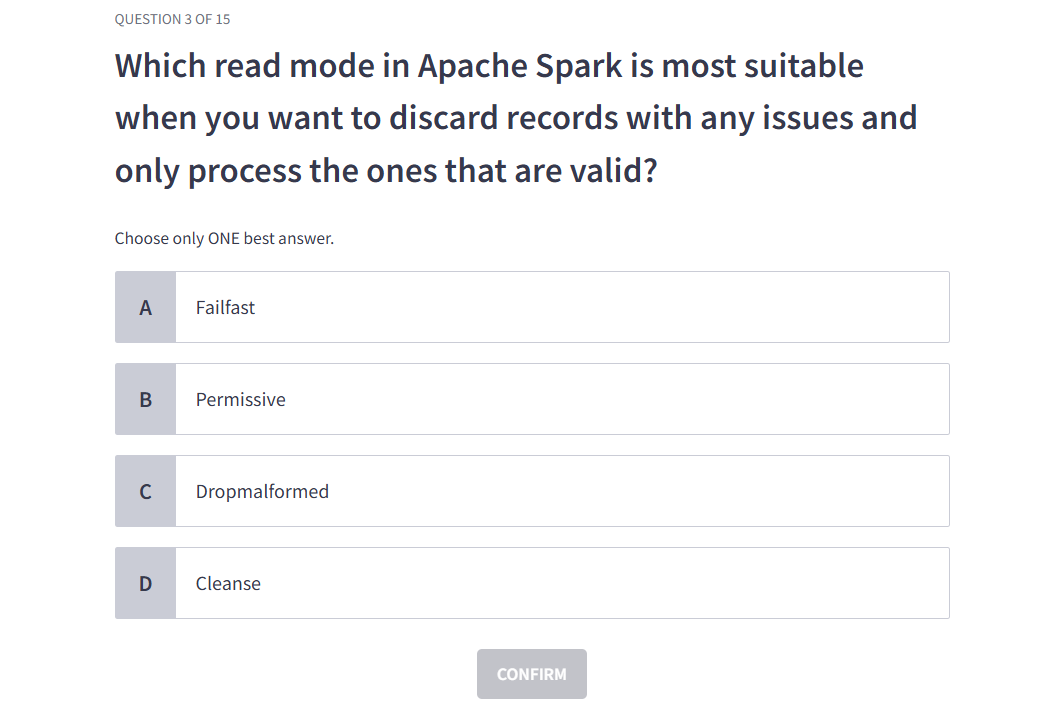 QUESTION 3 OF 15
Which read mode in Apache Spark is most suitable
when you want to discard records with any issues and
only process the ones that are valid?
Choose only ONE best answer.
A Failfast
B Permissive
C Dropmalformed
D Cleanse
CONFIRM